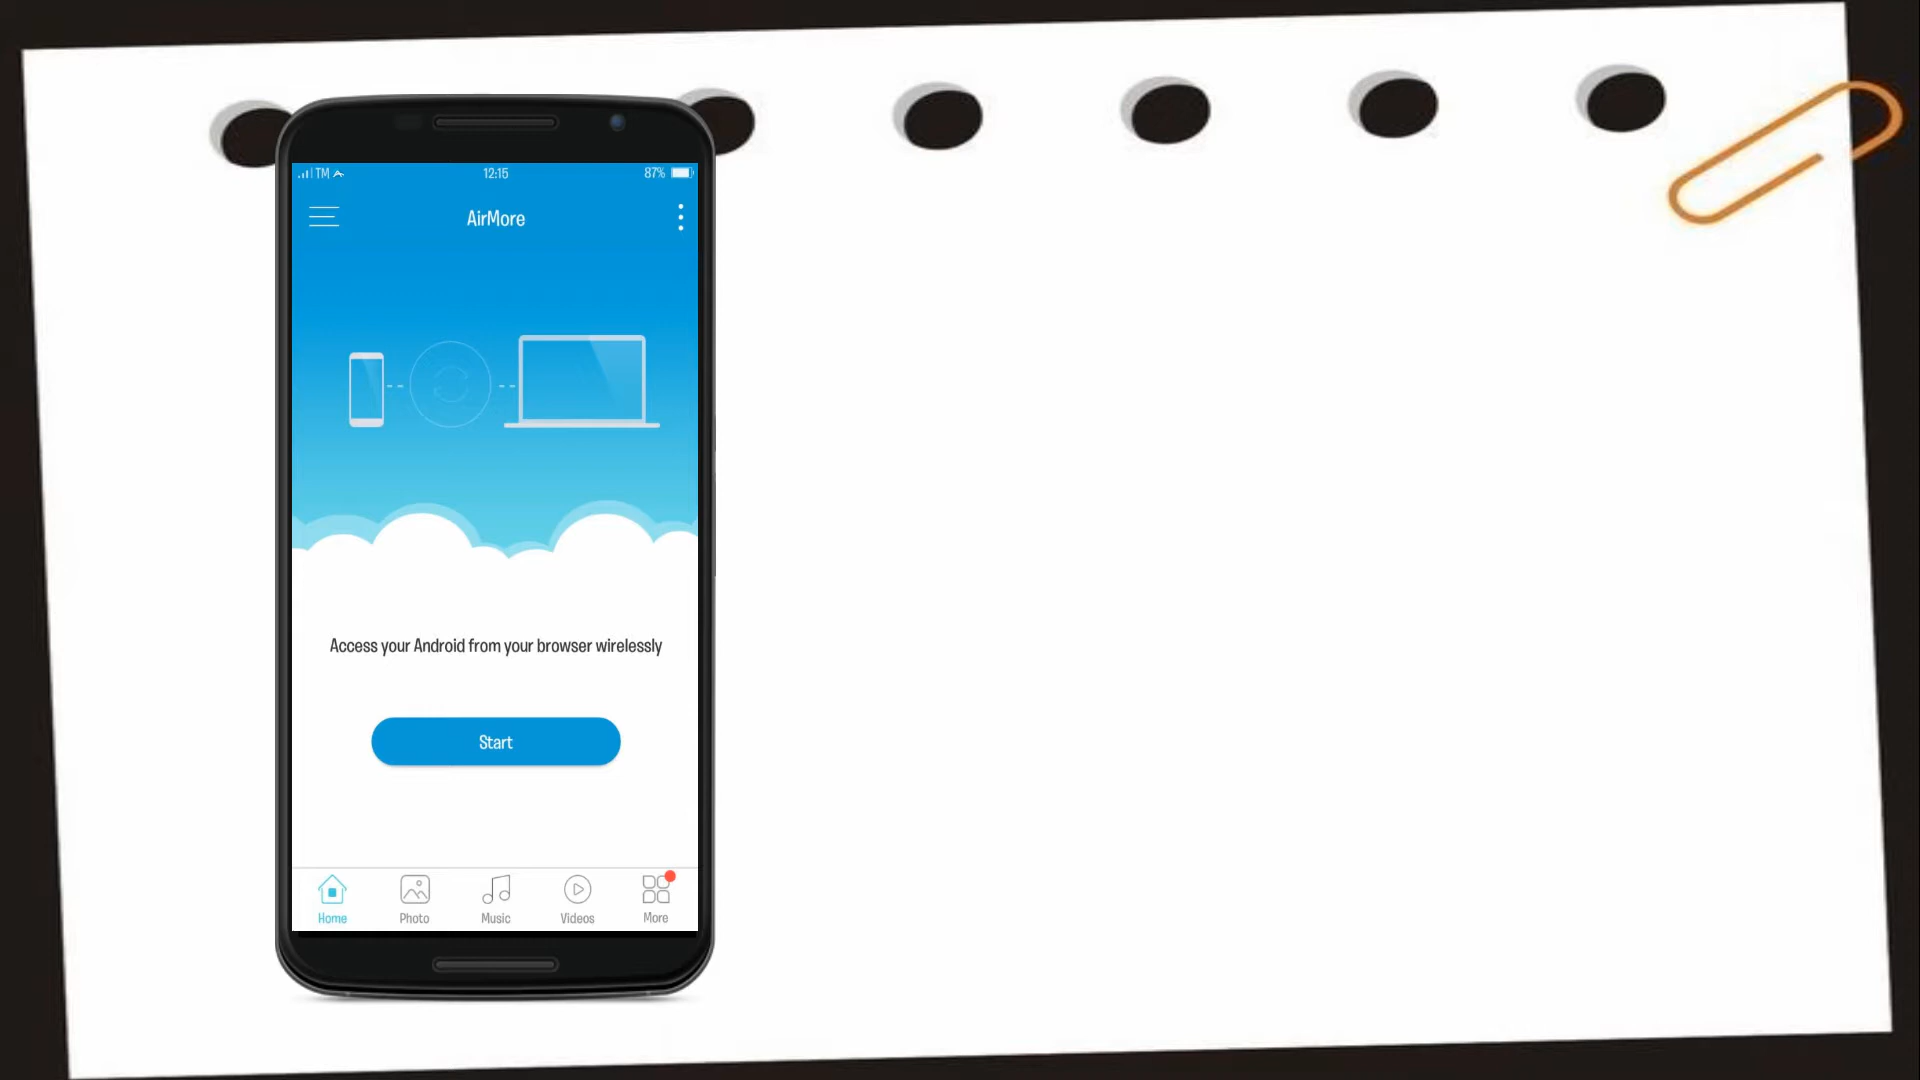 TM 12:15 87%
AirMore
Access your Android from your browser wirelessly
Start
Home Photo Music Videos More